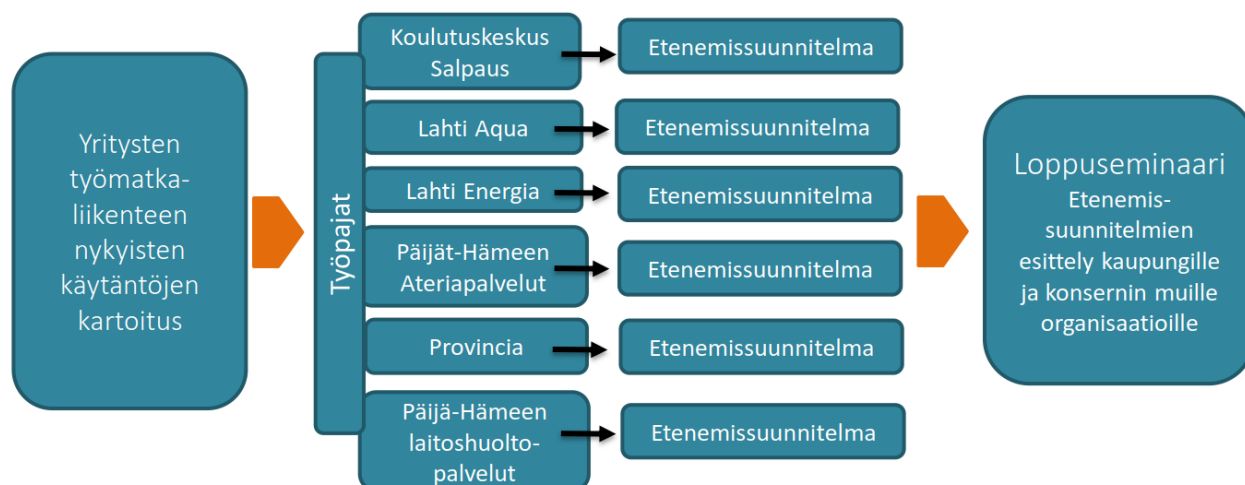 Yritysten
työmatka-
liikenteen
nykyisten
käytäntöjen
kartoitus
Työpajat
Koulutuskeskus
Salpaus
Etenemissuunnitelma
Lahti Aqua
Etenemissuunnitelma
Lahti Energia
Etenemissuunnitelma
Päijät-Hämeen
Ateriapalvelut
Etenemissuunnitelma
Provincia
Etenemissuunnitelma
Päijä-Hämeen
laitoshuolto-
palvelut
Etenemissuunnitelma
Loppuseminaari
Etenemis-
suunnitelmien
esittely kaupungille
ja konsernin muille
organisaatioille